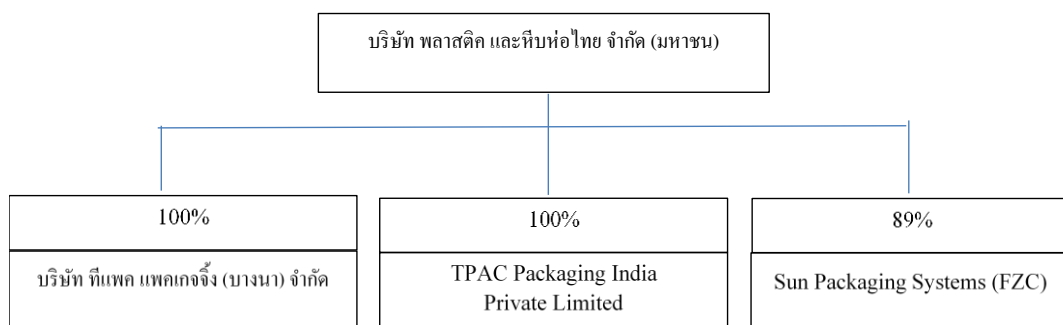 บริษัท พลาสติค และหีบห่อไทย จำกัด (มหาชน)
100%
บริษัท ทีแพค แพคเกจจิ้ง (บางนา) จำกัด
100%
TPAC Packaging India
Private Limited
89%
Sun Packaging Systems (FZC)